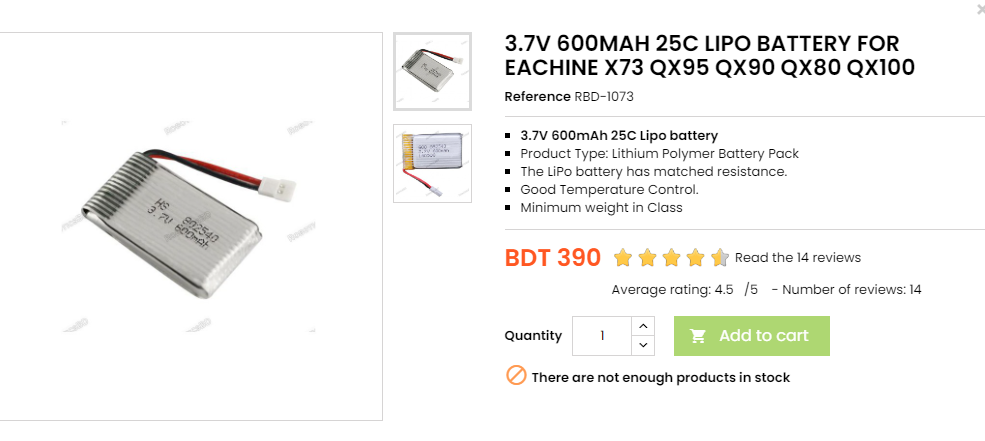 3.7V 600MAH 25C LIPO BATTERY FOR
EACHINE X73 QX95 QX90 QX80 QX100
Reference RBD-1073
3.7V 600mAh 25C Lipo battery
Product Type: Lithium Polymer Battery Pack
The LiPo battery has matched resistance.
Good Temperature Control.
Minimum weight in Class
BDT 390 Read the 14 reviews
Average rating: 4.5 /5 - Number of reviews: 14
Quantity 1 Add to cart
There are not enough products in stock
HS 802540
3.7V 600mAh